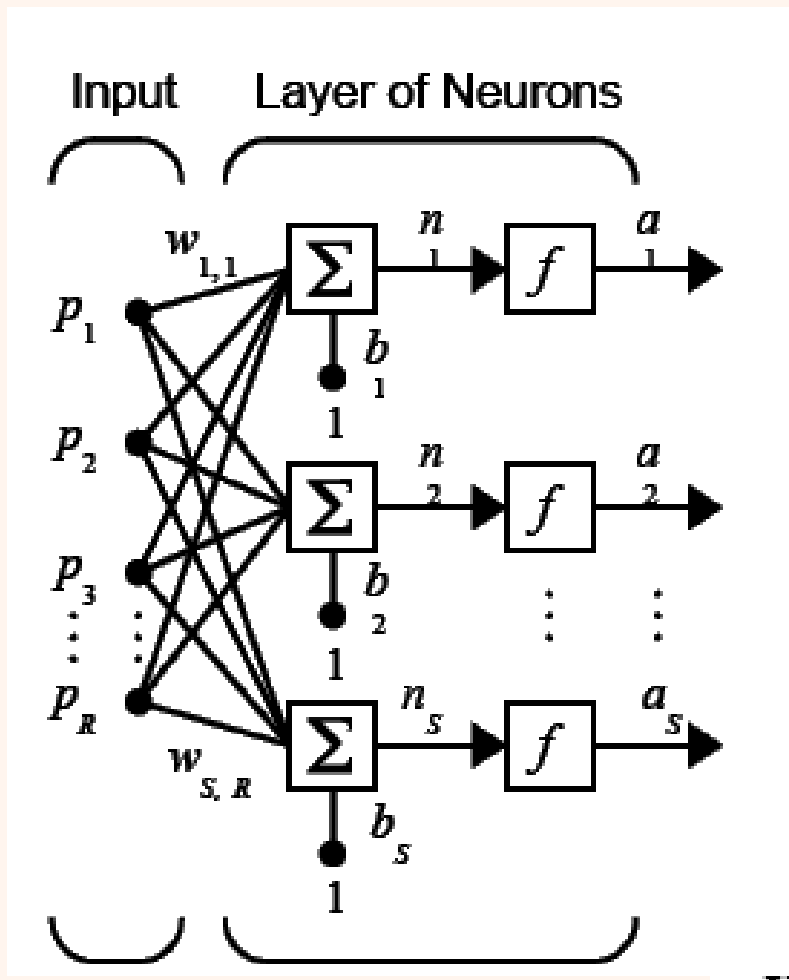 Input Layer of Neurons
w1,1
n1
a1
Σ
f
p1
b1
1
p2
n2
a2
Σ
f
p3
b2
1
pR
nS
aS
wS, R
Σ
f
bS
1